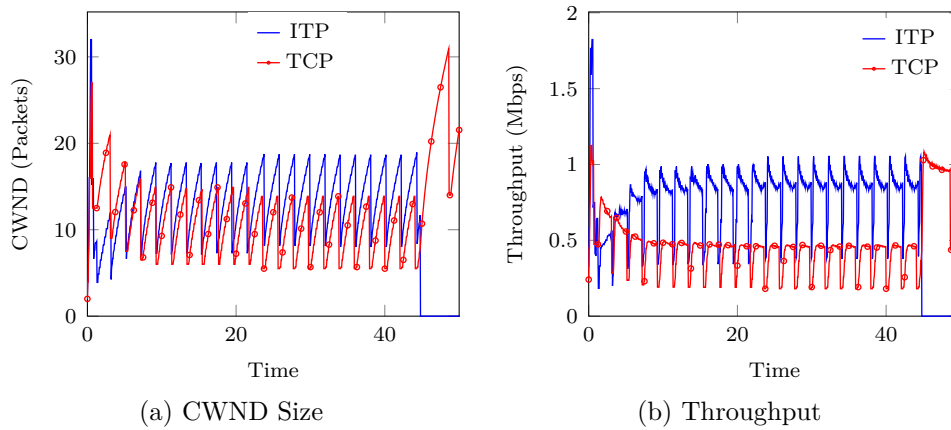 ITP
TCP
CWND (Packets)
30
20
10
0
0
20
40
Time
(a) CWND Size
ITP
TCP
Throughput (Mbps)
2
1.5
1
0.5
0
0
20
40
Time
(b) Throughput